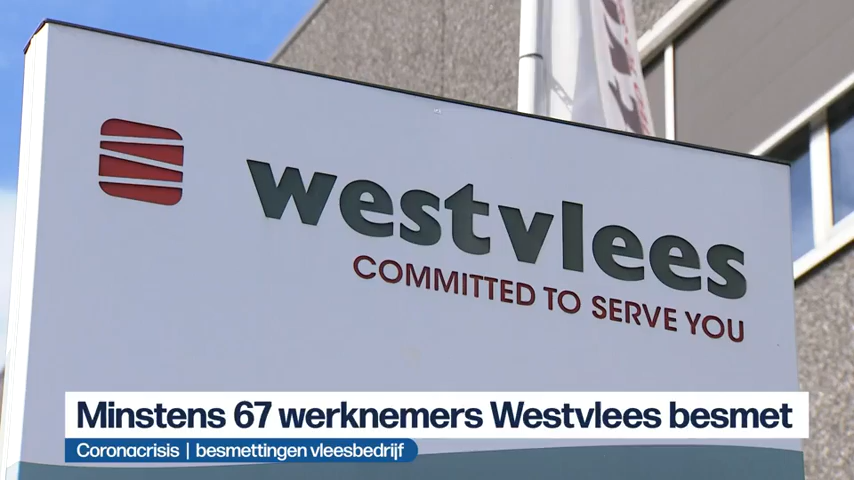 westvlees
COMMITTED TO SERVE YOU
Minstens 67 werknemers Westvlees besmet
Coronacrisis | besmettingen vleesbedrijf